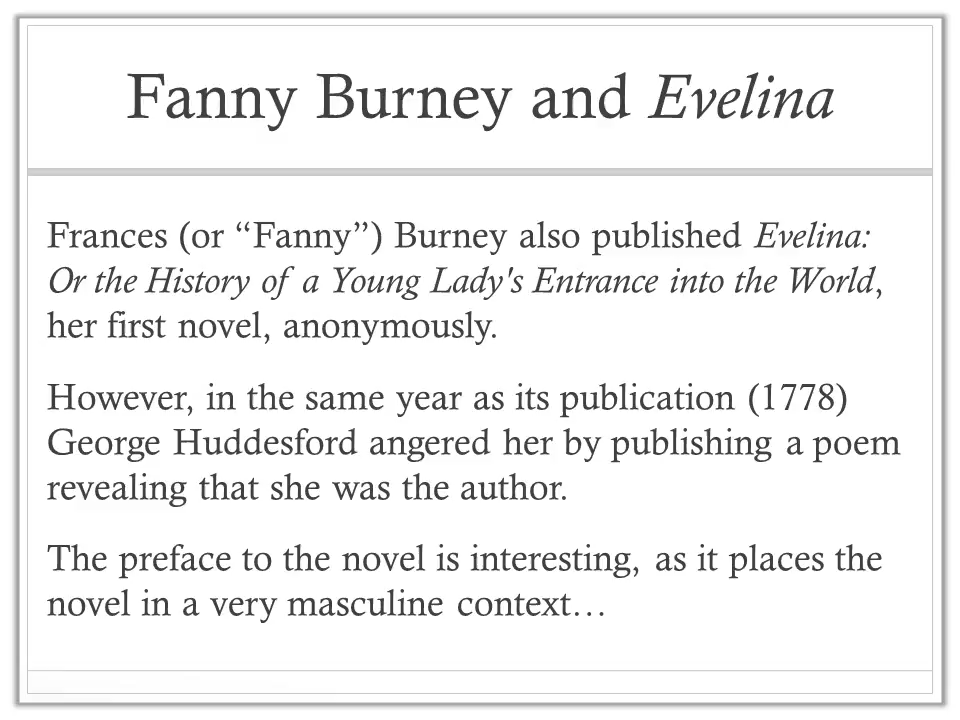 Fanny Burney and Evelina
Frances (or “Fanny”) Burney also published Evelina:
Or the History of a Young Lady's Entrance into the World,
her first novel, anonymously.
However, in the same year as its publication (1778)
George Huddesford angered her by publishing a poem
revealing that she was the author.
The preface to the novel is interesting, as it places the
novel in a very masculine context…